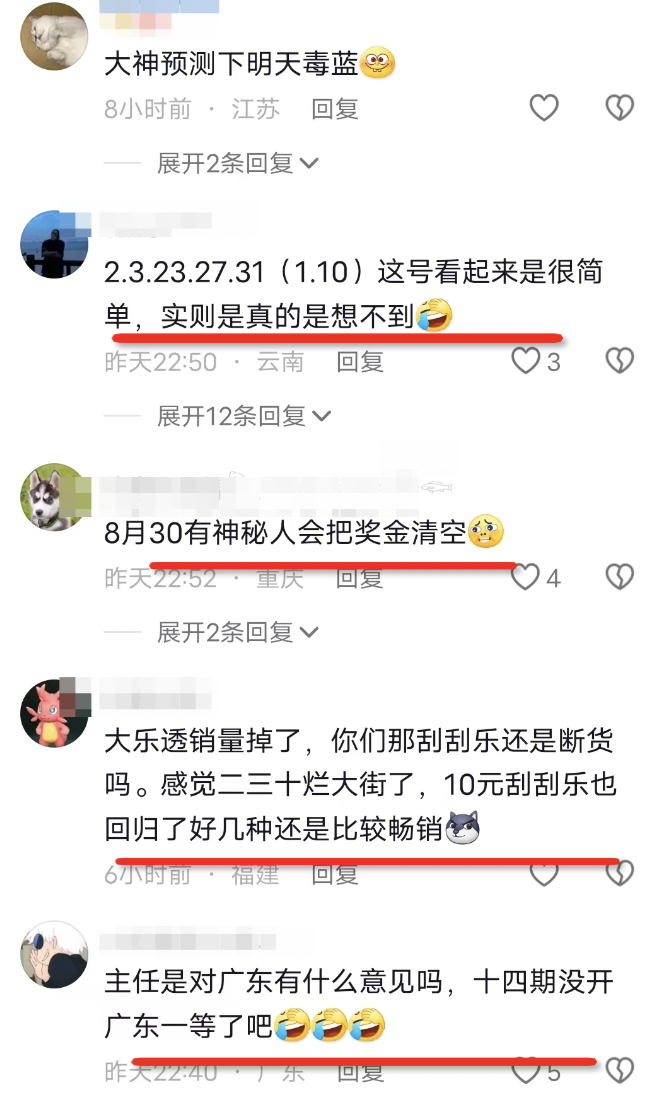 大神预测下明天毒蓝
8小时前 · 江苏 回复
展开2条回复
2.3.23.27.31（1.10）这号看起来是很简
单，实则是真的是想不到
昨天22:50 · 云南 回复 3
展开12条回复
8月30有神秘人会把奖金清空
昨天22:52 · 重庆 回复 4
展开2条回复
大乐透销量掉了，你们那刮刮乐还是断货
吗。感觉二三十烂大街了，10元刮刮乐也
回归了好几种还是比较畅销
6小时前 · 福建 回复
主任是对广东有什么意见吗，十四期没开
广东一等了吧
昨天22:40 · 广东 回复 5